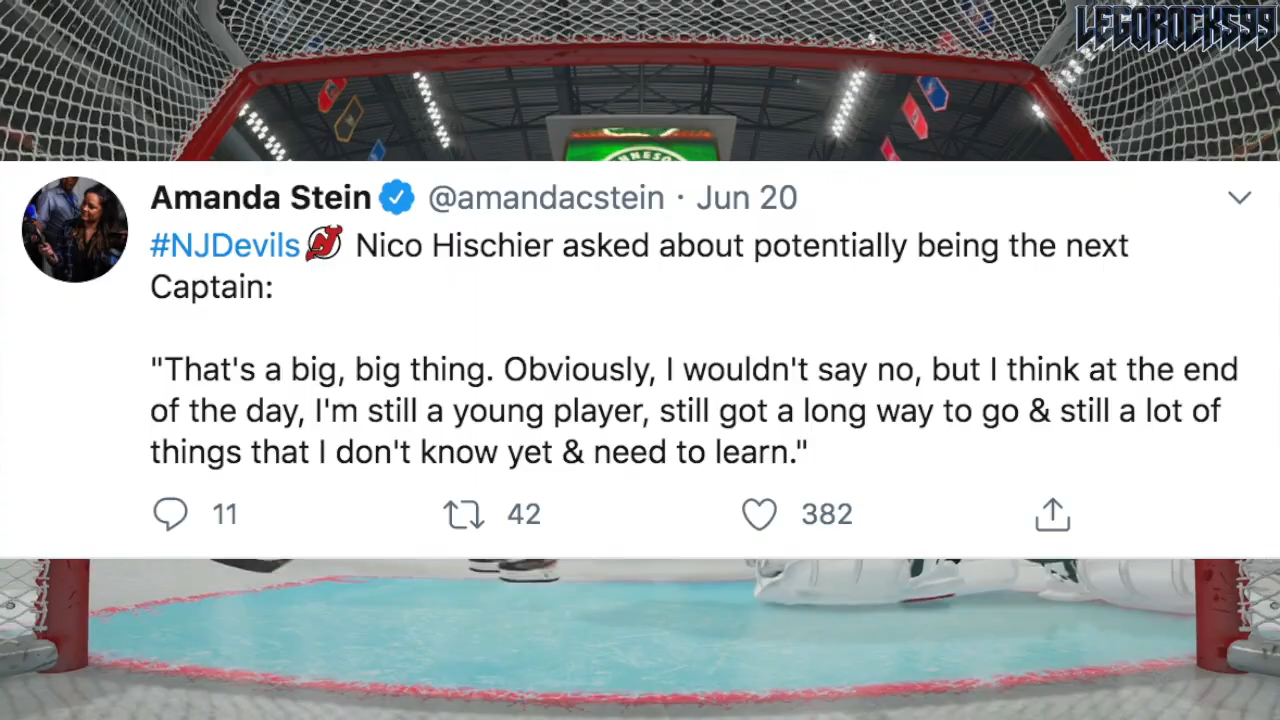 LEGOROCKS99
Amanda Stein @amandacstein · Jun 20
#NJDevils Nico Hischier asked about potentially being the next
Captain:
"That's a big, big thing. Obviously, I wouldn't say no, but I think at the end
of the day, I'm still a young player, still got a long way to go & still a lot of
things that I don't know yet & need to learn."
11 42 382